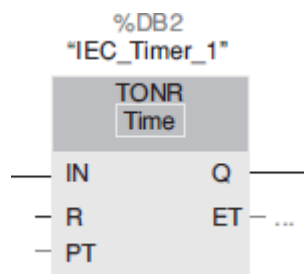 %DB2
“IEC_Timer_1”
TONR
Time
IN Q
R ET ...
PT